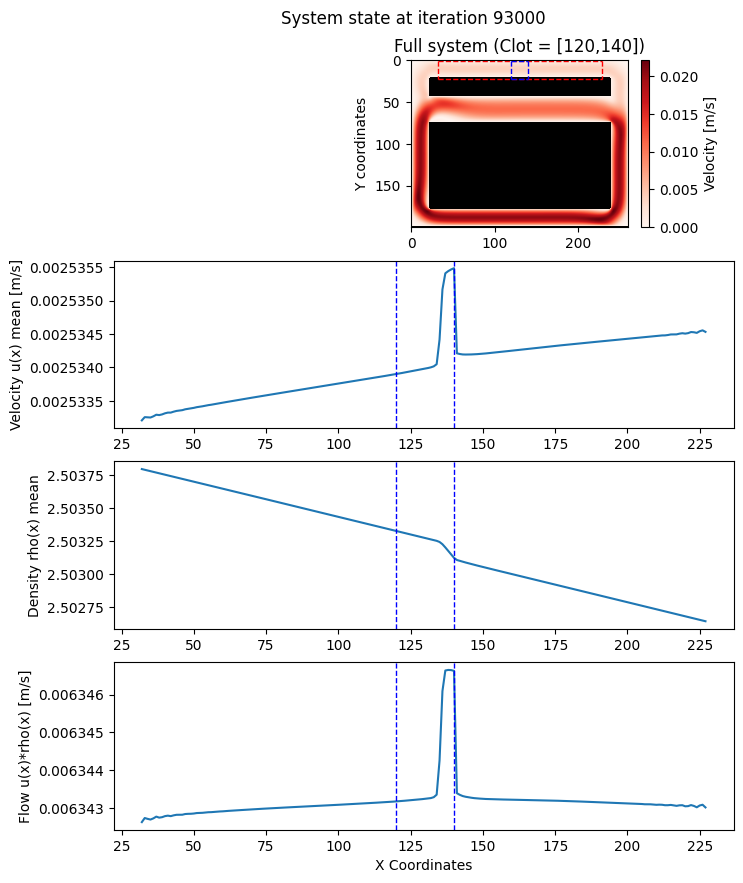 System state at iteration 93000
Full system (Clot = [120,140])
0
50
100
150
Y coordinates
0 100 200
0.020
0.015
0.010
0.005
0.000
Velocity [m/s]
0.0025355
0.0025350
0.0025345
0.0025340
0.0025335
Velocity u(x) mean [m/s]
25 50 75 100 125 150 175 200 225
2.50375
2.50350
2.50325
2.50300
2.50275
Density rho(x) mean
25 50 75 100 125 150 175 200 225
0.006346
0.006345
0.006344
0.006343
Flow u(x)*rho(x) [m/s]
25 50 75 100 125 150 175 200 225
X Coordinates